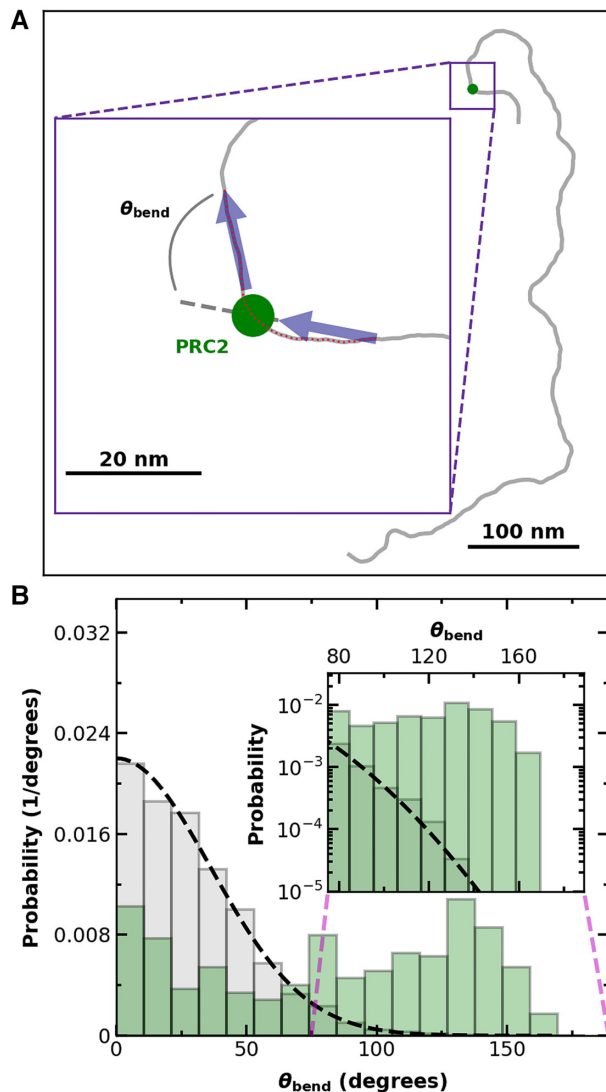 A
θbend
PRC2
20 nm
100 nm
B
0.032
0.024
0.016
0.008
0
0 50 100 150
Probability (1/degrees)
θbend (degrees)
θbend
80 120 160
10⁻²
10⁻³
10⁻⁴
10⁻⁵
Probability